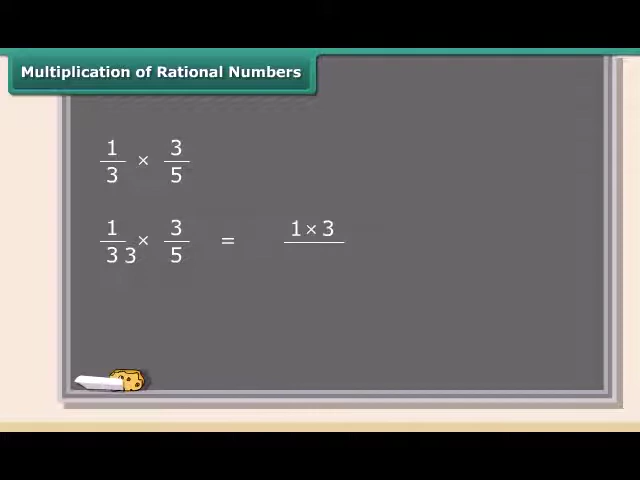 Multiplication of Rational Numbers
1/3 × 3/5
1/3 3 × 3/5 = 1 × 3